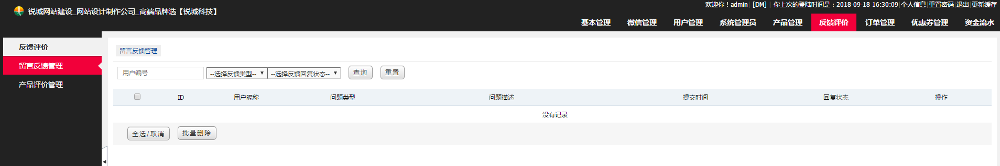 锐城网站建设_网站设计制作公司_高端品牌选【锐城科技】
欢迎你！admin| [DM] | 你上次的登陆时间是：2018-09-18 16:30:09|个人信息|重置密码|退出|更新缓存
基本管理 微信管理 用户管理 系统管理员 产品管理 反馈评价 订单管理 优惠券管理 资金流水
反馈评价
留言反馈管理
产品评价管理
留言反馈管理
用户编号 --选择反馈类型-- --选择反馈回复状态-- 查询 重置
ID 用户昵称 问题类型 问题描述 提交时间 回复状态 操作
没有记录
全选/取消 批量删除